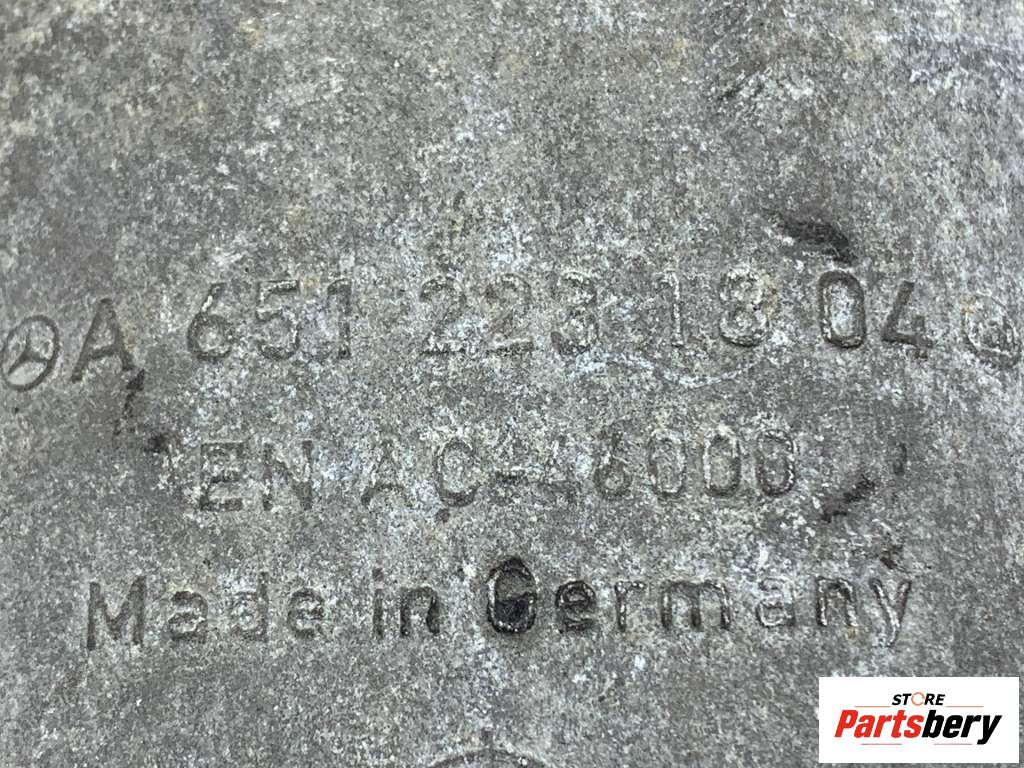 A 651 223 18 04
EN AC-46000
Made in Germany
STORE
Partsbery